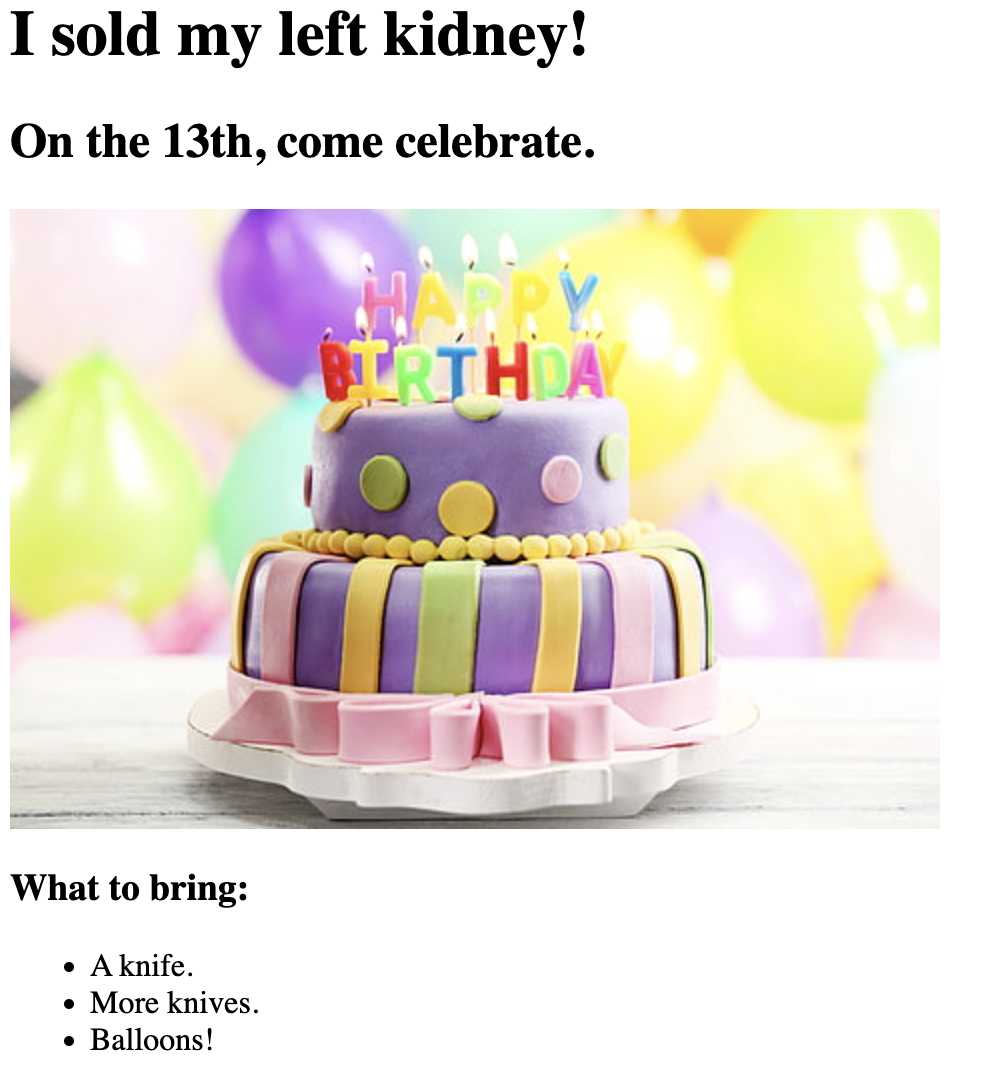 I sold my left kidney!
On the 13th, come celebrate.
HAPPY
BIRTHDAY
What to bring:
A knife.
More knives.
Balloons!